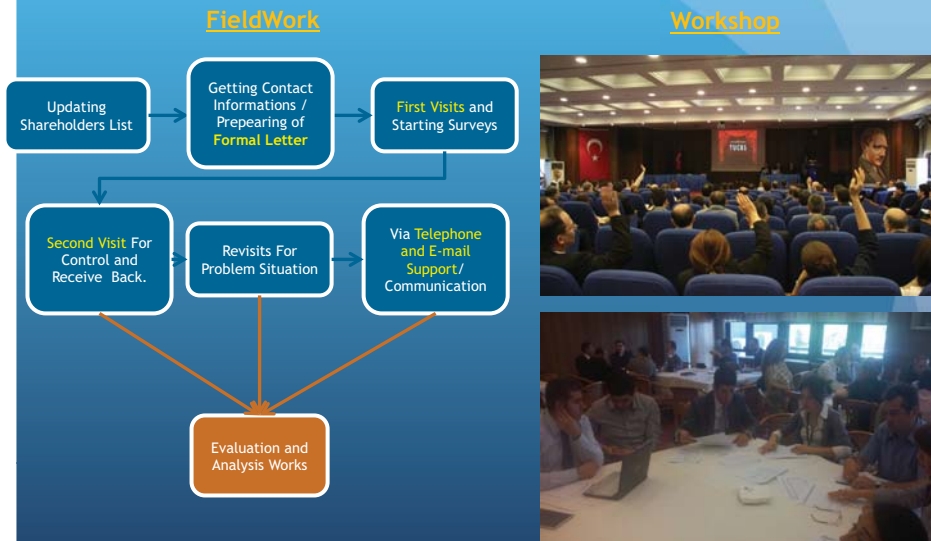 FieldWork
Workshop
Updating
Shareholders List
Getting Contact
Informations /
Prepearing of
Formal Letter
First Visits and
Starting Surveys
Second Visit For
Control and
Receive Back.
Revisits For
Problem Situation
Via Telephone
and E-mail
Support/
Communication
Evaluation and
Analysis Works
TUCBS